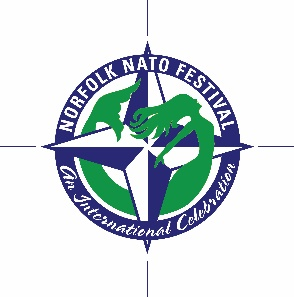 NORFOLK NATO FESTIVAL
An International Celebration